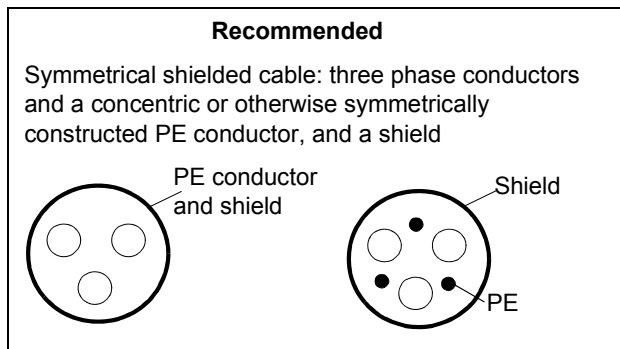 Recommended
Symmetrical shielded cable: three phase conductors
and a concentric or otherwise symmetrically
constructed PE conductor, and a shield
PE conductor
and shield
Shield
PE